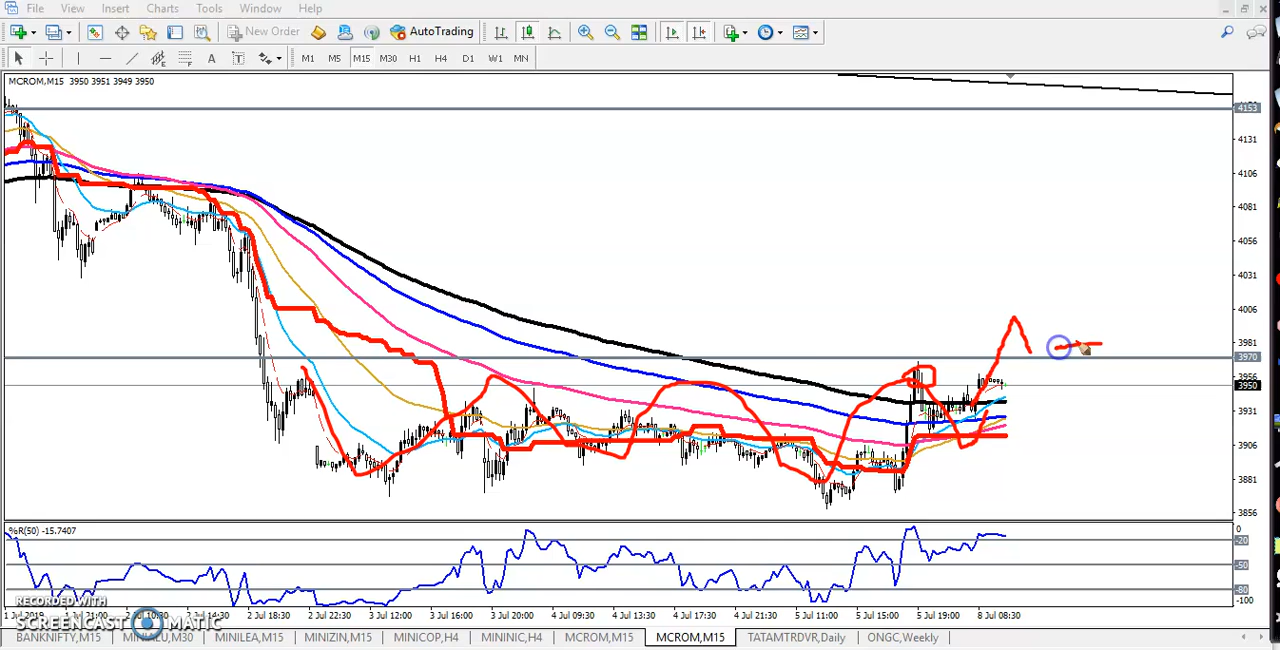 File View Insert Charts Tools Window Help
New Order AutoTrading
A T M1 M5 M15 M30 H1 H4 D1 W1 MN
MCROM,M15 3950 3951 3949 3950
4153
4131
4106
4081
4056
4031
4006
3981
3970
3956
3950
3931
3906
3881
3856
%R(50) -15.7407
0
-20
-50
-80
-100
RECORDED WITH
SCREENCAST MATIC
2 Jul 18:30 2 Jul 22:30 3 Jul 12:00 3 Jul 16:00 3 Jul 20:00 4 Jul 09:30 4 Jul 13:30 4 Jul 17:30 4 Jul 21:30 5 Jul 11:00 5 Jul 15:00 5 Jul 19:00 8 Jul 08:30
BANKNIFTY,M15 MINILEA,M15 MINIZIN,M15 MINICOP,H4 MININIC,H4 MCROM,M15 MCROM,M15 TATAMTRDVR,Daily ONGC,Weekly